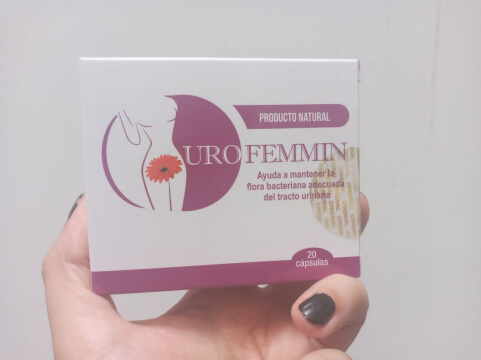 PRODUCTO NATURAL
UROFEMMIN
Ayuda a mantener la
flora bacteriana adecuada
del tracto urinario
20
cápsulas